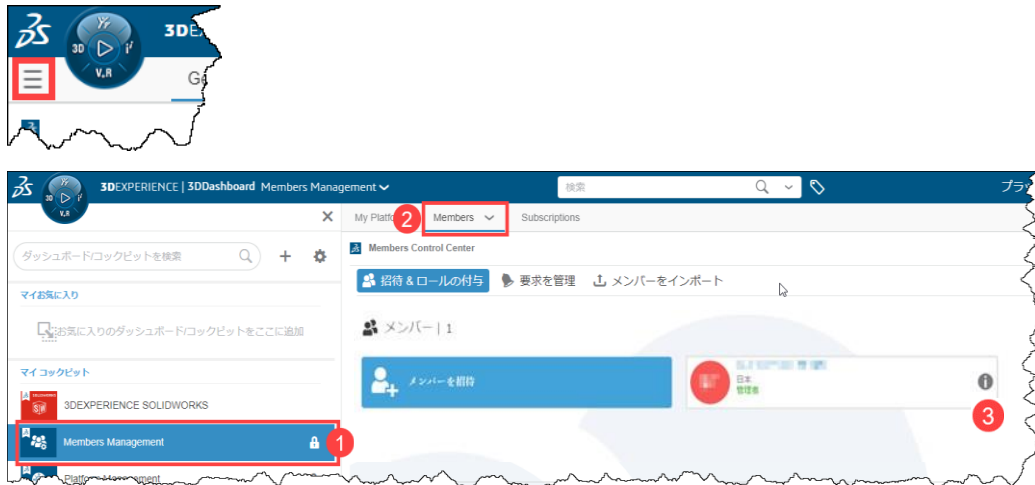 3DE
3D
V.R
Ge
3DEXPERIENCE | 3DDashboard Members Management
検索
プラッ
3D
V.R
My Platf
2
Members
Subscriptions
ダッシュボード/コックピットを検索
Members Control Center
招待 & ロールの付与
要求を管理
メンバーをインポート
マイお気に入り
お気に入りのダッシュボード/コックピットをここに追加
メンバー | 1
マイ コックピット
メンバーを招待
日本
管理者
3DEXPERIENCE SOLIDWORKS
3
Members Management
1
Platform Management